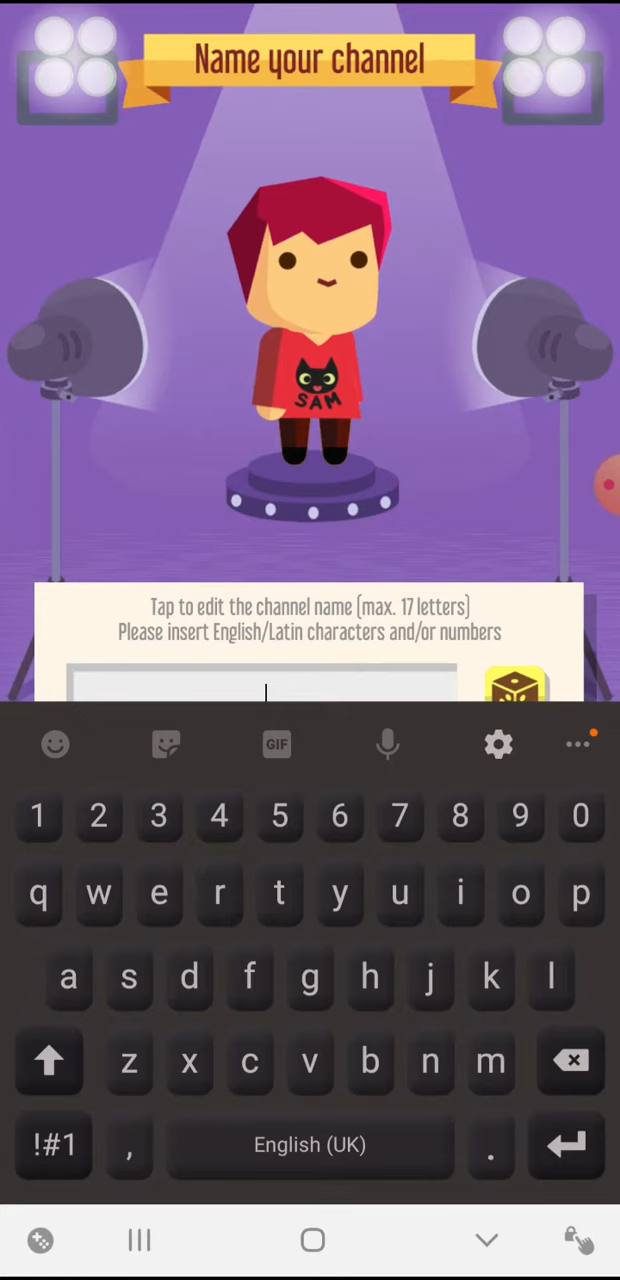 Name your channel
SAM
Tap to edit the channel name (max. 17 letters)
Please insert English/Latin characters and/or numbers
GIF
1 2 3 4 5 6 7 8 9 0
q w e r t y u i o p
a s d f g h j k l
z x c v b n m
!#1 , English (UK) .